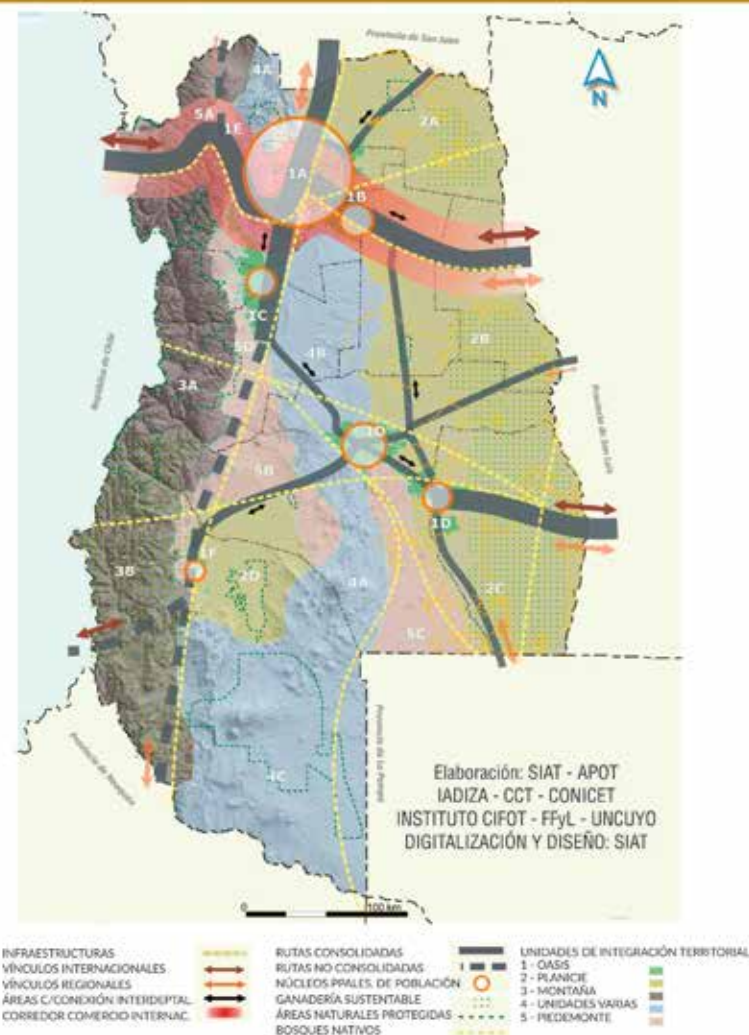 Provincia de San Juan
N
4A
5A
1E
2A
1A
1B
República de Chile
1C
4B
2B
5D
3A
Provincia de San Luis
1D
5B
1D
1F
3B
2D
4A
2C
5C
Provincia de Neuquén
Provincia de La Pampa
4C
Elaboración: SIAT - APOT
IADIZA - CCT - CONICET
INSTITUTO CIFOT - FFyL - UNCUYO
DIGITALIZACIÓN Y DISEÑO: SIAT
0 100 km
INFRAESTRUCTURAS
VÍNCULOS INTERNACIONALES
VÍNCULOS REGIONALES
ÁREAS C/CONEXIÓN INTERDEPTAL.
CORREDOR COMERCIO INTERNAC.
RUTAS CONSOLIDADAS
RUTAS NO CONSOLIDADAS
NÚCLEOS PPALES. DE POBLACIÓN
GANADERÍA SUSTENTABLE
ÁREAS NATURALES PROTEGIDAS
BOSQUES NATIVOS
UNIDADES DE INTEGRACIÓN TERRITORIAL
1 - OASIS
2 - PLANICIE
3 - MONTAÑA
4 - UNIDADES VARIAS
5 - PIEDEMONTE